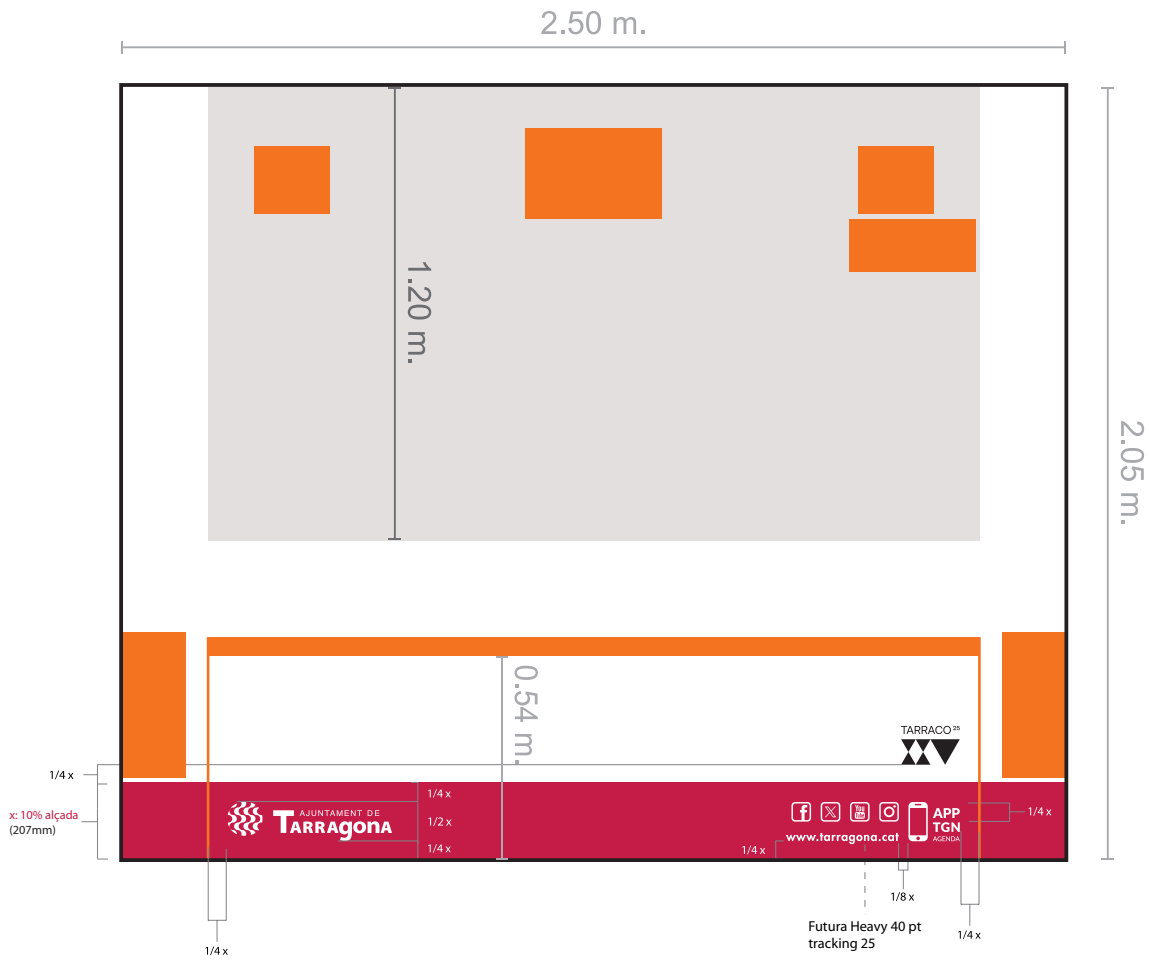 2.50 m.
1.20 m.
2.05 m.
0.54 m.
TARRACO 25
1/4 x
x: 10% alçada
(207mm)
1/4 x
1/2 x
1/4 x
AJUNTAMENT DE
TARRAgONA
You
Tube
www.tarragona.cat
APP
TGN
AGENDA
1/4 x
1/4 x
1/8 x
1/4 x
1/4 x
Futura Heavy 40 pt
tracking 25